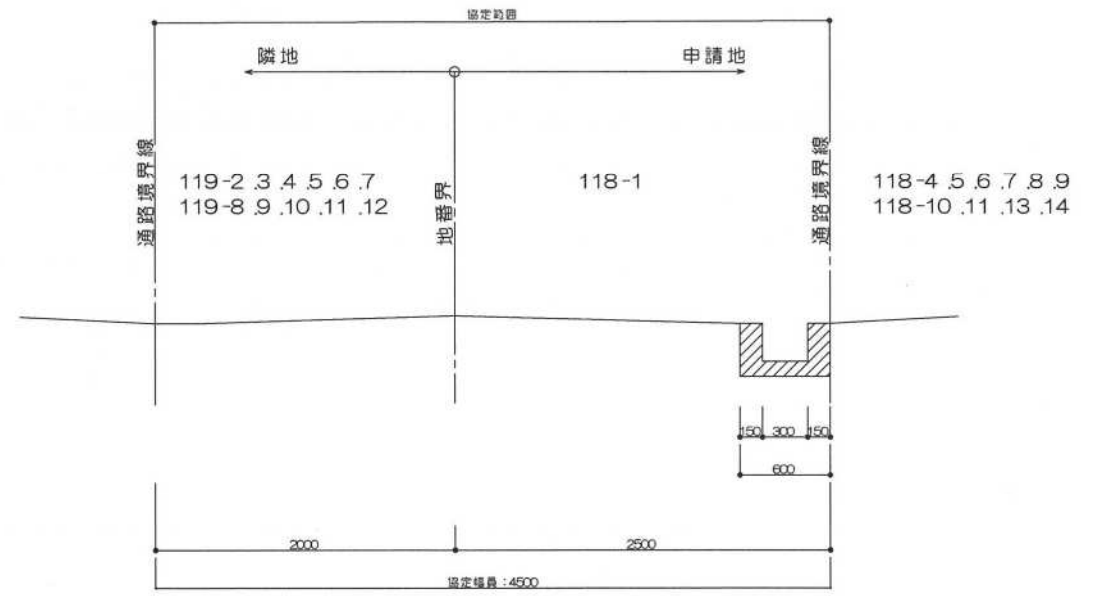 協定範囲
隣地
申請地
通路境界線
119-2 .3 .4 .5 .6 .7
119-8 .9 .10 .11 .12
地番界
118-1
通路境界線
118-4 .5 .6 .7 .8 .9
118-10 .11 .13 .14
150 300 150
600
2000
2500
協定幅員:4500